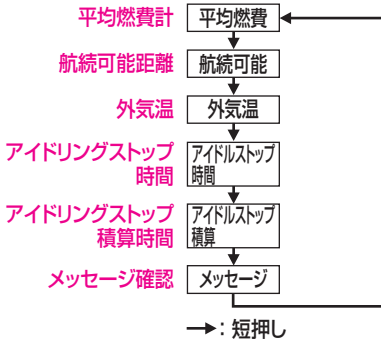 平均燃費計 平均燃費
航続可能距離 航続可能
外気温 外気温
アイドリングストップ
時間
アイドルストップ
時間
アイドリングストップ
積算時間
アイドルストップ
積算
メッセージ確認 メッセージ
：短押し